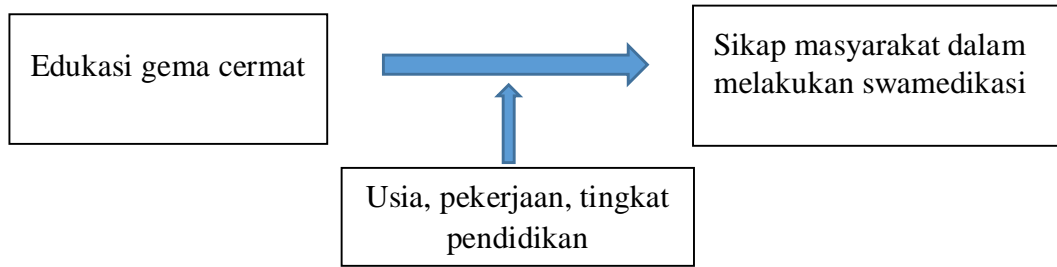 Edukasi gema cermat
Sikap masyarakat dalam
melakukan swamedikasi
Usia, pekerjaan, tingkat
pendidikan